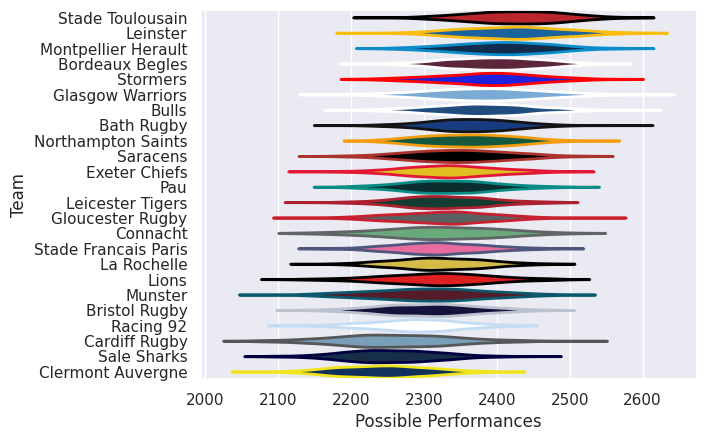 Stade Toulousain
Leinster
Montpellier Herault
Bordeaux Begles
Stormers
Glasgow Warriors
Bulls
Bath Rugby
Northampton Saints
Saracens
Exeter Chiefs
Pau
Leicester Tigers
Gloucester Rugby
Connacht
Stade Francais Paris
La Rochelle
Lions
Munster
Bristol Rugby
Racing 92
Cardiff Rugby
Sale Sharks
Clermont Auvergne
Team
2000 2100 2200 2300 2400 2500 2600
Possible Performances